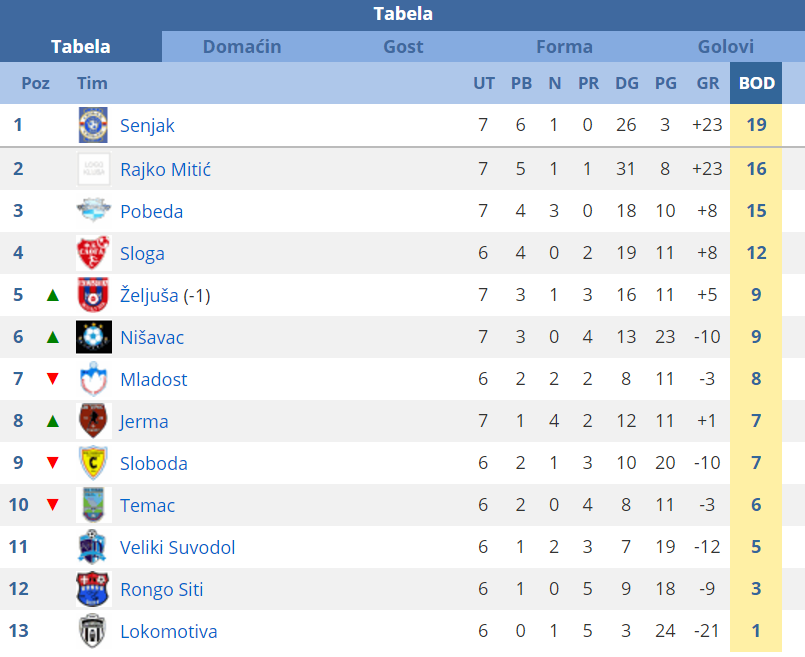 Tabela
Tabela Domaćin Gost Forma Golovi
Poz Tim UT PB N PR DG PG GR BOD
1 Senjak 7 6 1 0 26 3 +23 19
2 Rajko Mitić 7 5 1 1 31 8 +23 16
3 Pobeda 7 4 3 0 18 10 +8 15
4 Sloga 6 4 0 2 19 11 +8 12
5 ▲ Željuša (-1) 7 3 1 3 16 11 +5 9
6 ▲ Nišavac 7 3 0 4 13 23 -10 9
7 ▼ Mladost 6 2 2 2 8 11 -3 8
8 ▲ Jerma 7 1 4 2 12 11 +1 7
9 ▼ Sloboda 6 2 1 3 10 20 -10 7
10 ▼ Temac 6 2 0 4 8 11 -3 6
11 Veliki Suvodol 6 1 2 3 7 19 -12 5
12 Rongo Siti 6 1 0 5 9 18 -9 3
13 Lokomotiva 6 0 1 5 3 24 -21 1